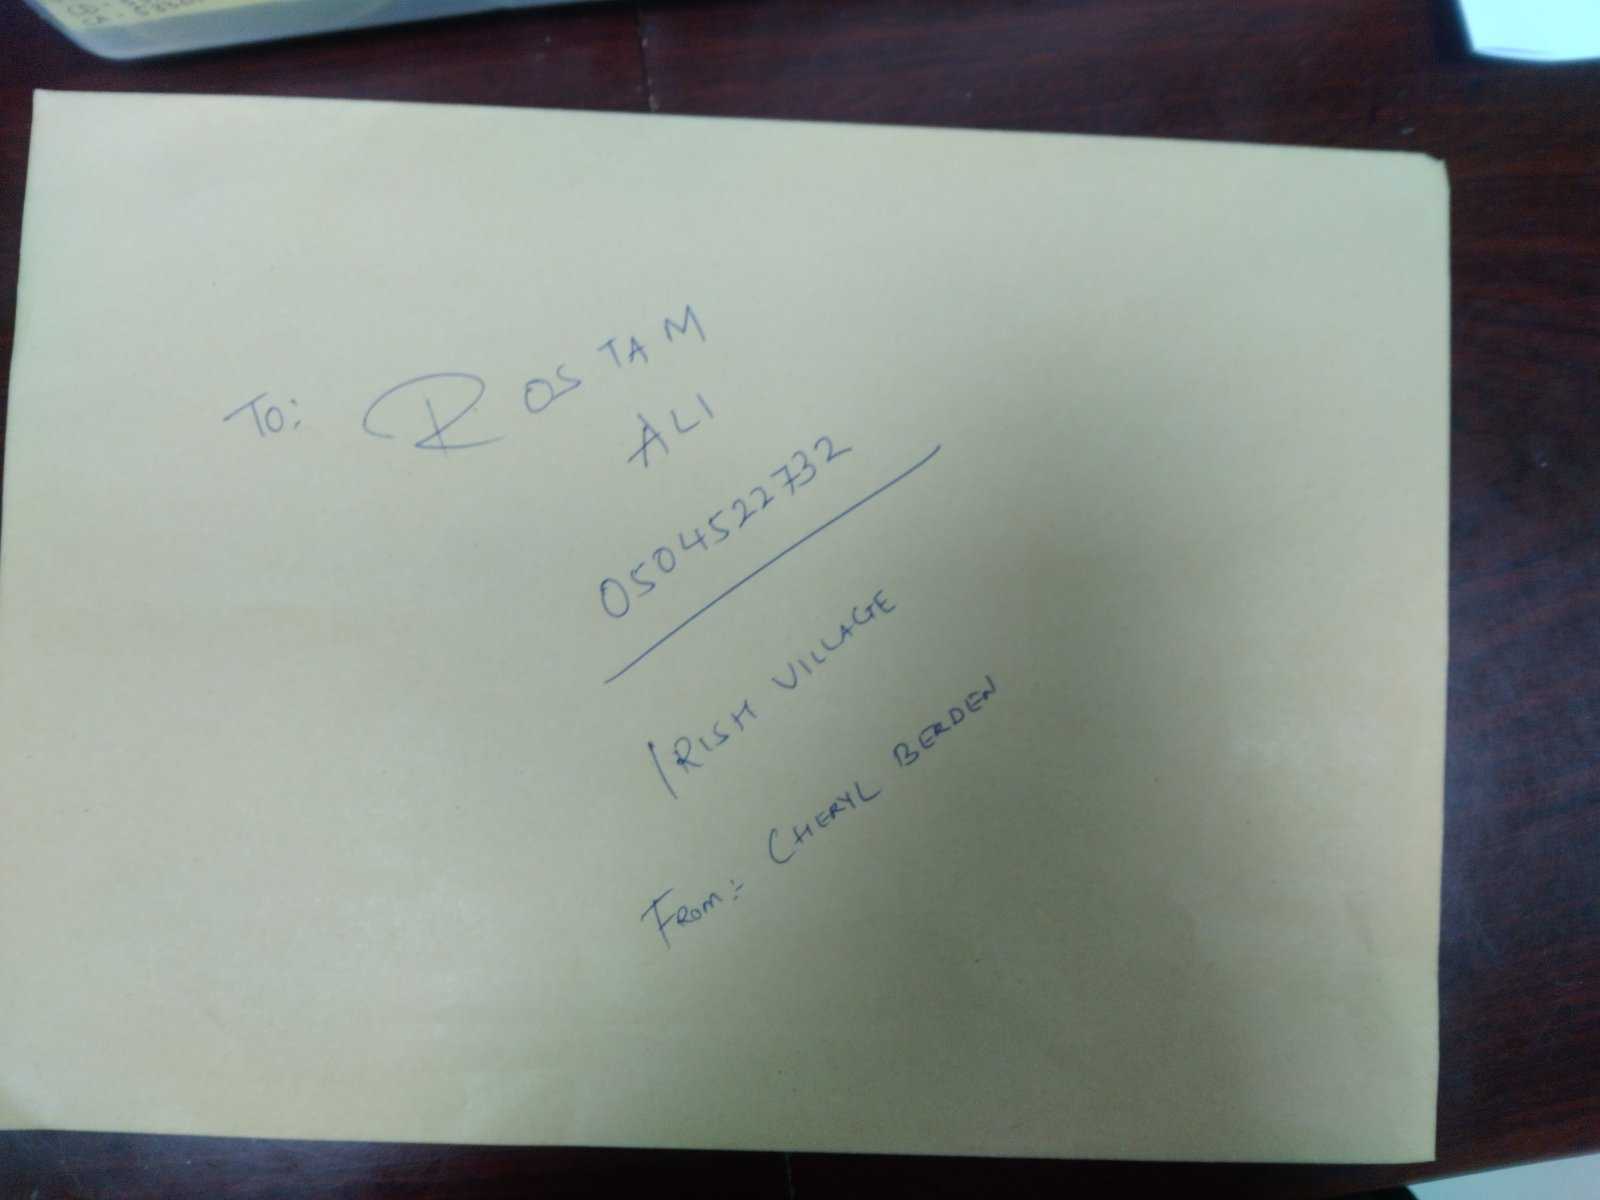 To: ROSTAM
ALI
0504522732
IRISH VILLAGE
FROM:- CHERYL BERDEN